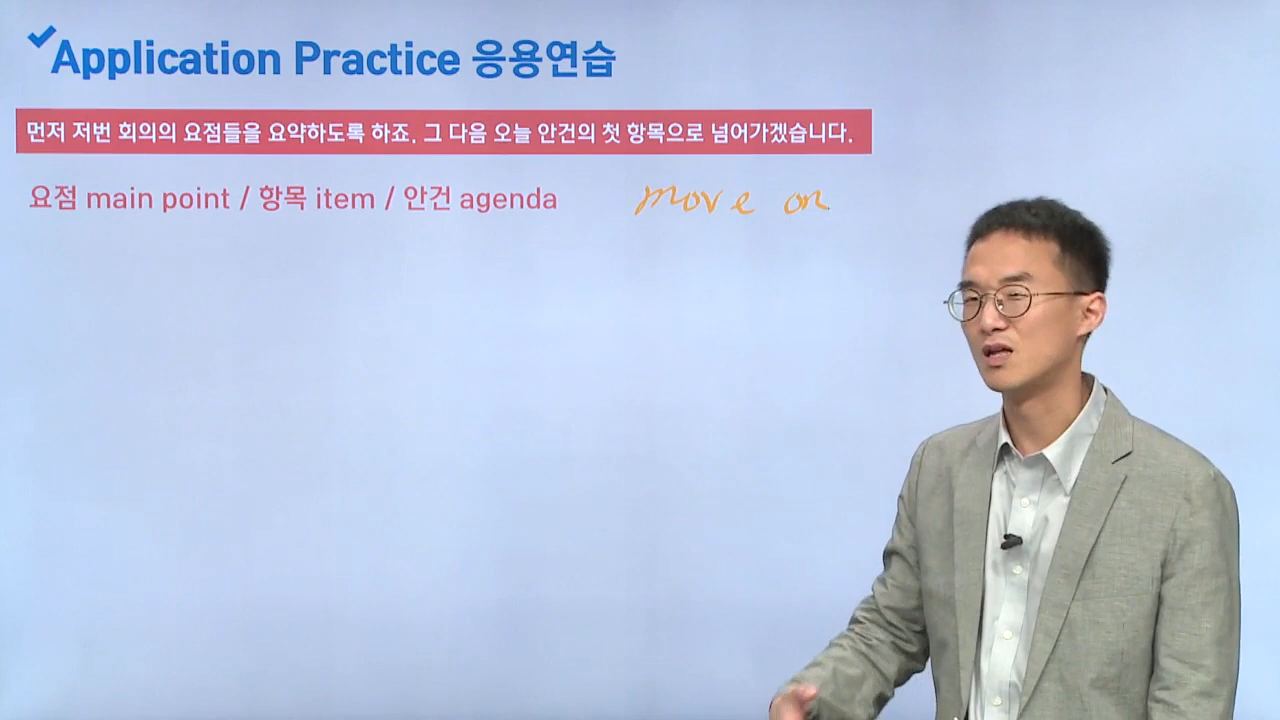 Application Practice 응용연습
먼저 저번 회의의 요점들을 요약하도록 하죠. 그 다음 오늘 안건의 첫 항목으로 넘어가겠습니다.
요점 main point / 항목 item / 안건 agenda
move on